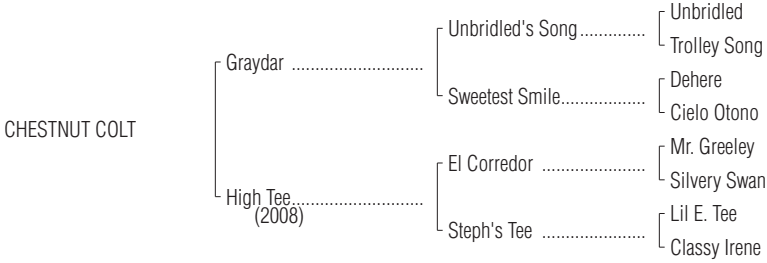 Unbridled
Unbridled's Song..............
Trolley Song
Graydar ............................
Sweetest Smile..................
Dehere
Cielo Otono
CHESTNUT COLT
El Corredor ......................
Mr. Greeley
Silvery Swan
High Tee............................
(2008)
Steph's Tee ......................
Lil E. Tee
Classy Irene